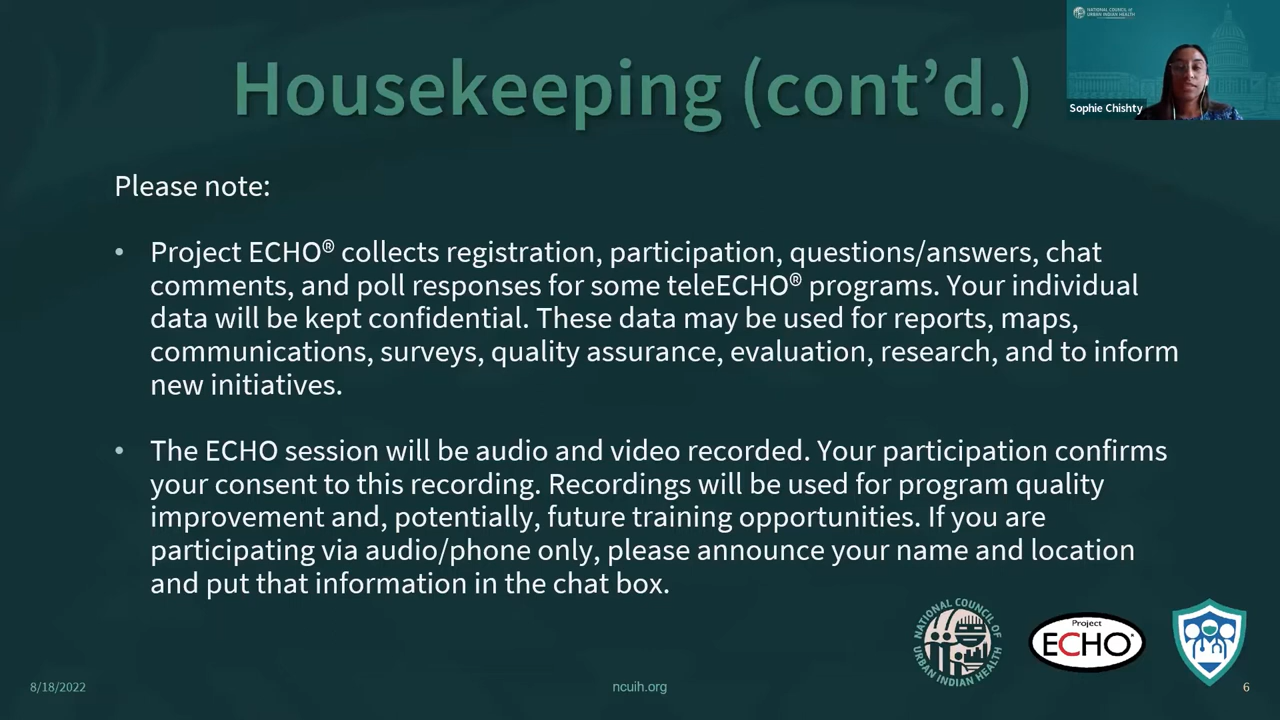 NATIONAL COUNCIL of
URBAN INDIAN HEALTH
Sophie Chishty
Housekeeping (cont’d.)
Please note:
• Project ECHO® collects registration, participation, questions/answers, chat
comments, and poll responses for some teleECHO® programs. Your individual
data will be kept confidential. These data may be used for reports, maps,
communications, surveys, quality assurance, evaluation, research, and to inform
new initiatives.
• The ECHO session will be audio and video recorded. Your participation confirms
your consent to this recording. Recordings will be used for program quality
improvement and, potentially, future training opportunities. If you are
participating via audio/phone only, please announce your name and location
and put that information in the chat box.
NATIONAL COUNCIL OF
URBAN INDIAN HEALTH
Project
ECHO®
8/18/2022
ncuih.org
6